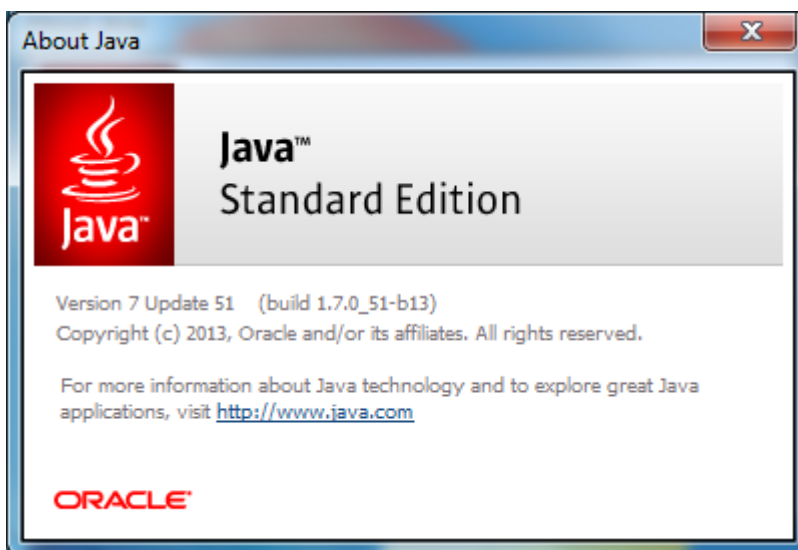 About Java
Java™
Java™
Standard Edition
Version 7 Update 51 (build 1.7.0_51-b13)
Copyright (c) 2013, Oracle and/or its affiliates. All rights reserved.
For more information about Java technology and to explore great Java
applications, visit http://www.java.com
ORACLE®